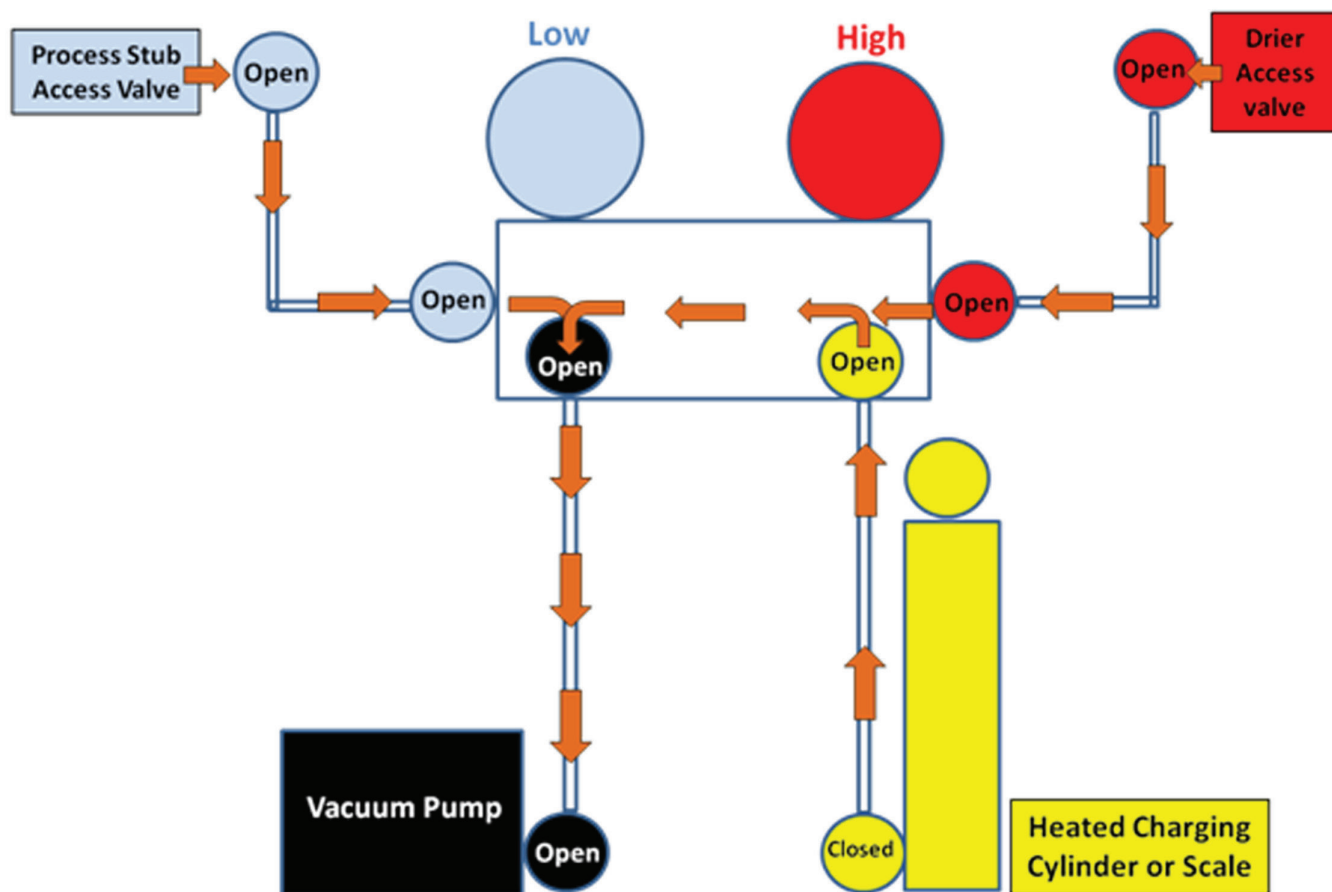 Low
High
Process Stub
Access Valve
Open
Open
Drier
Access
valve
Open
Open
Open
Open
Vacuum Pump
Open
Closed
Heated Charging
Cylinder or Scale